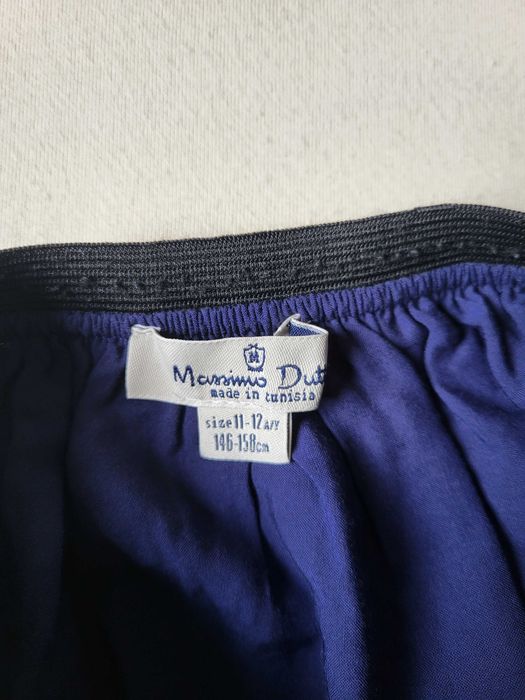 M
Massimo Dut
made in tunisia
size 11-12 A/Y
146-158cm